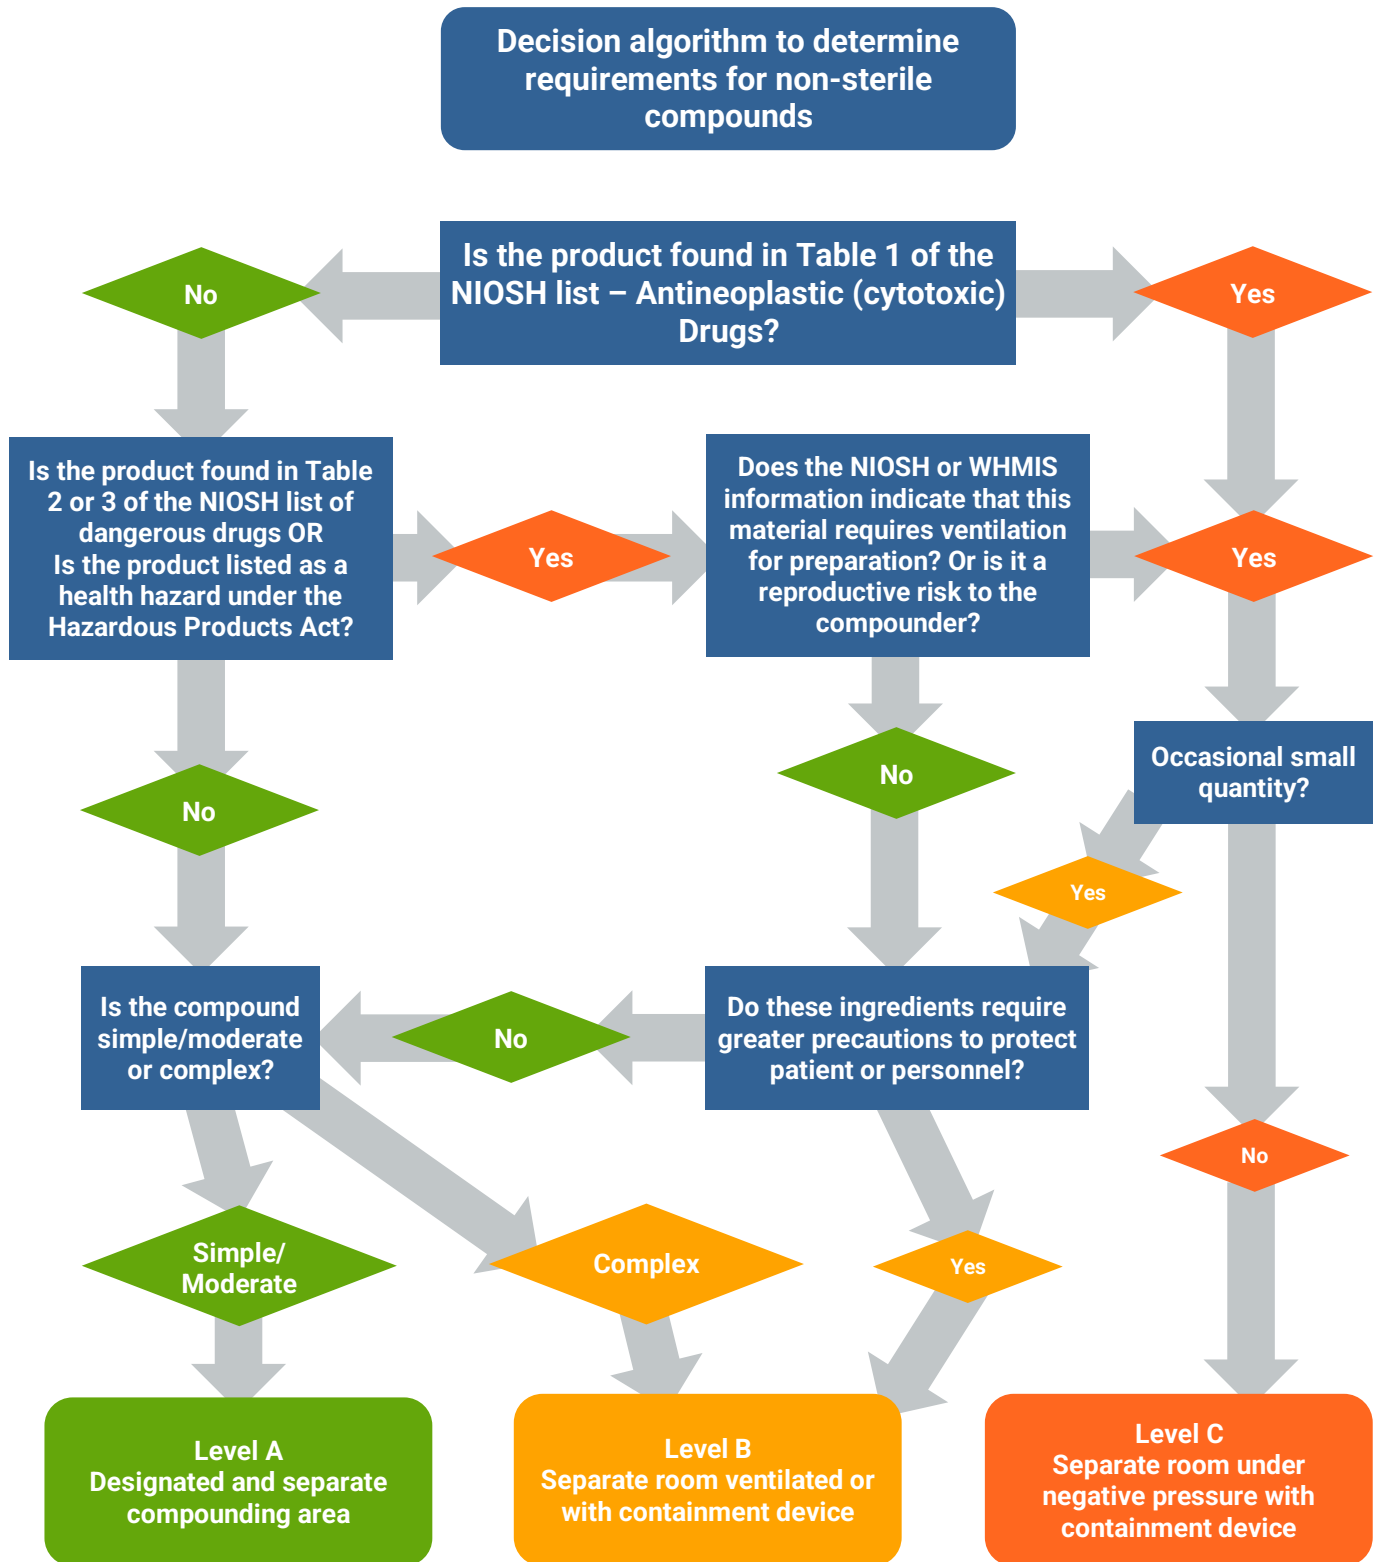 Decision algorithm to determine
requirements for non-sterile
compounds
Is the product found in Table 1 of the
NIOSH list – Antineoplastic (cytotoxic)
Drugs?
No
Yes
Is the product found in Table
2 or 3 of the NIOSH list of
dangerous drugs OR
Is the product listed as a
health hazard under the
Hazardous Products Act?
Yes
Does the NIOSH or WHMIS
information indicate that this
material requires ventilation
for preparation? Or is it a
reproductive risk to the
compounder?
Yes
No
No
Occasional small
quantity?
Yes
Is the compound
simple/moderate
or complex?
No
Do these ingredients require
greater precautions to protect
patient or personnel?
No
Simple/
Moderate
Complex
Yes
Level A
Designated and separate
compounding area
Level B
Separate room ventilated or
with containment device
Level C
Separate room under
negative pressure with
containment device